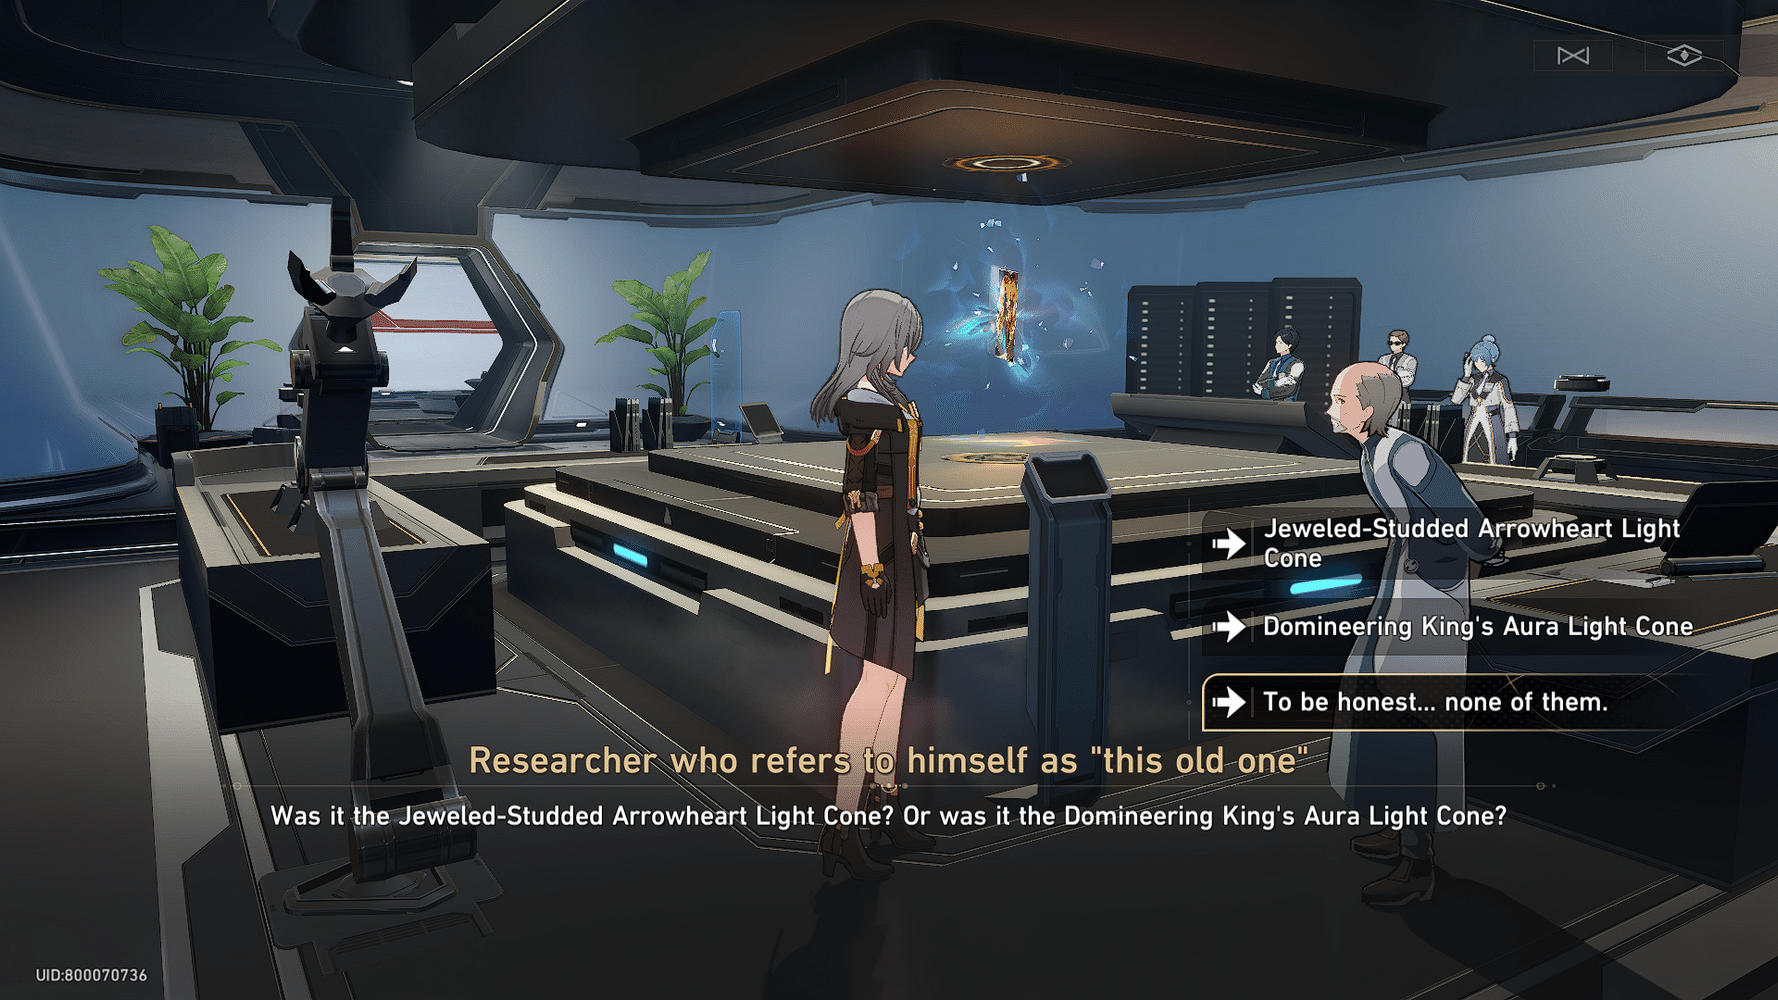 Jeweled-Studded Arrowheart Light
Cone
Domineering King's Aura Light Cone
To be honest... none of them.
Researcher who refers to himself as "this old one"
Was it the Jeweled-Studded Arrowheart Light Cone? Or was it the Domineering King's Aura Light Cone?
UID:800070736